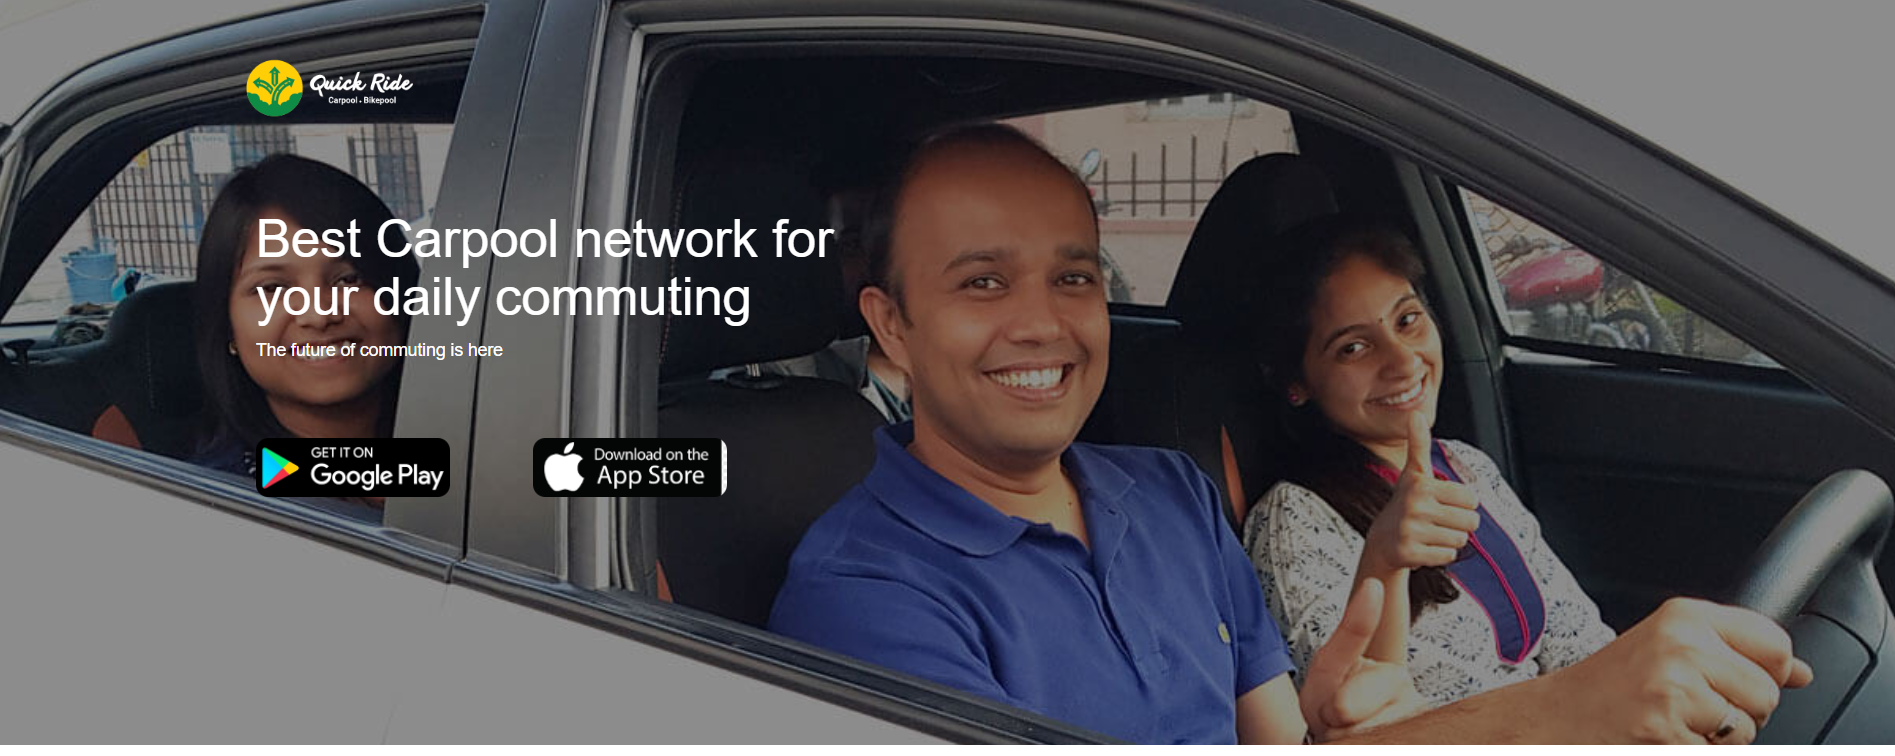 Quick Ride
Carpool • Bikepool
Best Carpool network for
your daily commuting
The future of commuting is here
GET IT ON
Google Play
Download on the
App Store